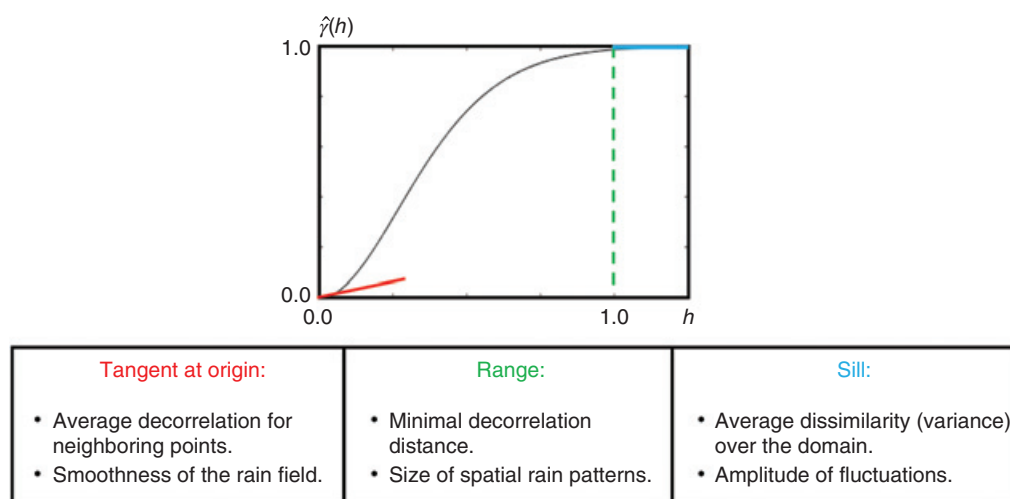 γ̂(h)
1.0
0.0
0.0 1.0 h
Tangent at origin:
• Average decorrelation for
neighboring points.
• Smoothness of the rain field.
Range:
• Minimal decorrelation
distance.
• Size of spatial rain patterns.
Sill:
• Average dissimilarity (variance)
over the domain.
• Amplitude of fluctuations.